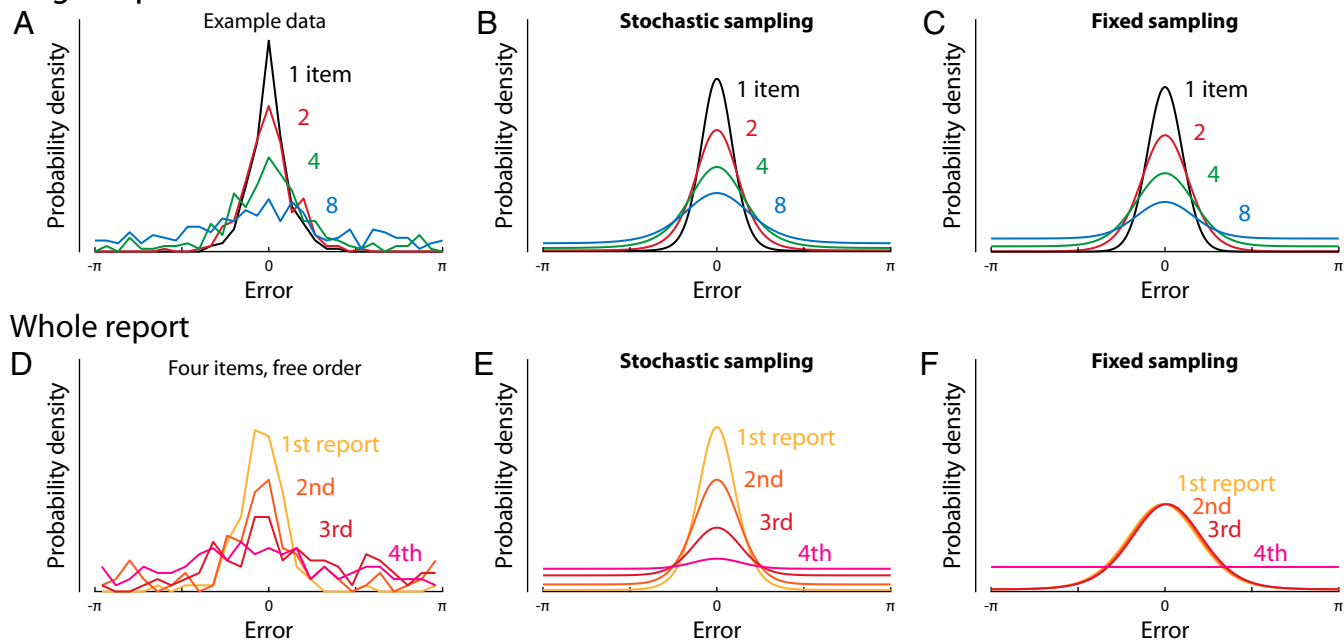 A
Example data
Probability density
1 item
2
4
8
-π
0
π
Error
B
Stochastic sampling
Probability density
1 item
2
4
8
-π
0
π
Error
C
Fixed sampling
Probability density
1 item
2
4
8
-π
0
π
Error
Whole report
D
Four items, free order
Probability density
1st report
2nd
3rd
4th
-π
0
π
Error
E
Stochastic sampling
Probability density
1st report
2nd
3rd
4th
-π
0
π
Error
F
Fixed sampling
Probability density
1st report
2nd
3rd
4th
-π
0
π
Error